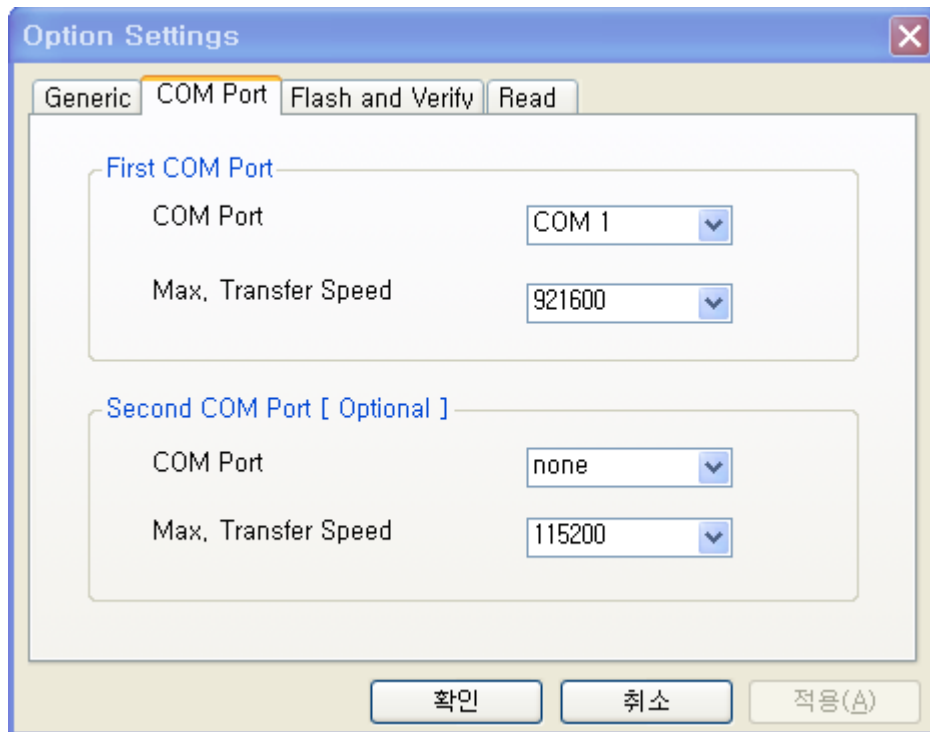 Option Settings
Generic COM Port Flash and Verify Read
First COM Port
COM Port COM 1
Max, Transfer Speed 921600
Second COM Port [ Optional ]
COM Port none
Max, Transfer Speed 115200
확인 취소 적용(A)